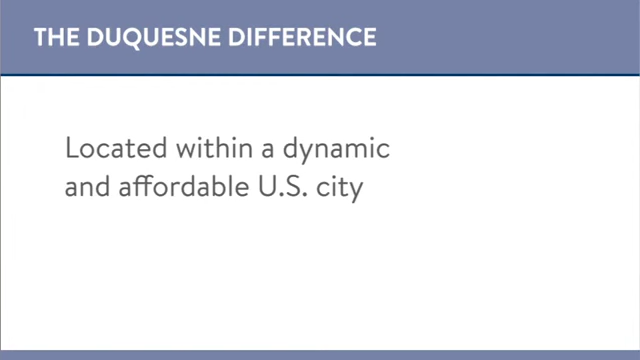 THE DUQUESNE DIFFERENCE
Located within a dynamic
and affordable U.S. city